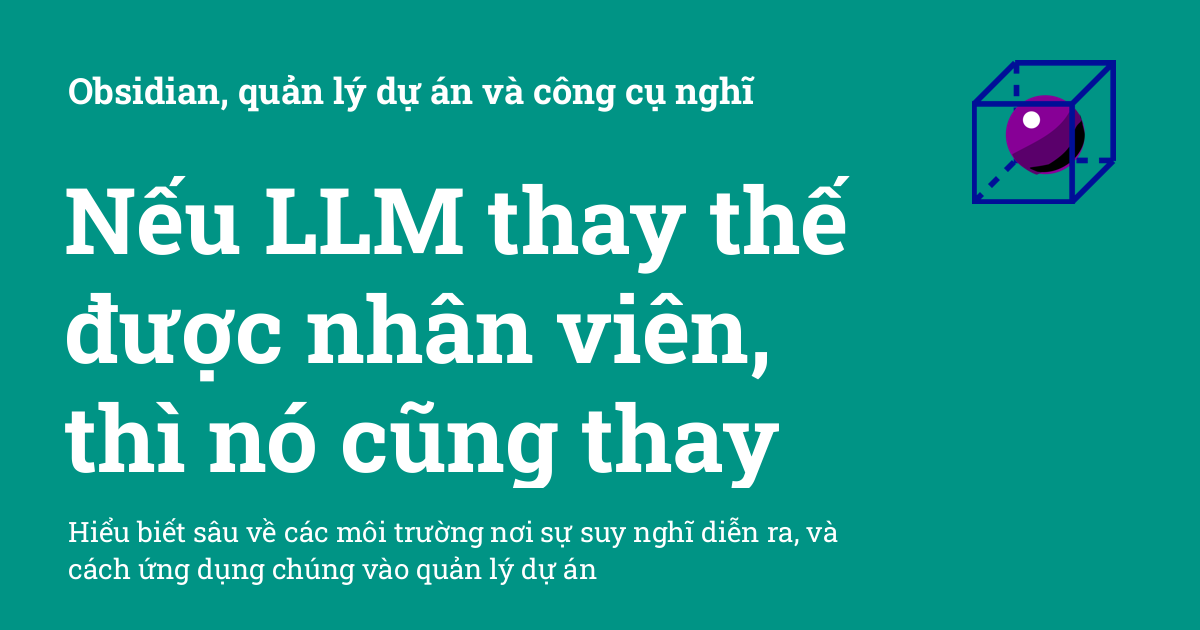 Obsidian, quản lý dự án và công cụ nghĩ
Nếu LLM thay thế
được nhân viên,
thì nó cũng thay
Hiểu biết sâu về các môi trường nơi sự suy nghĩ diễn ra, và
cách ứng dụng chúng vào quản lý dự án